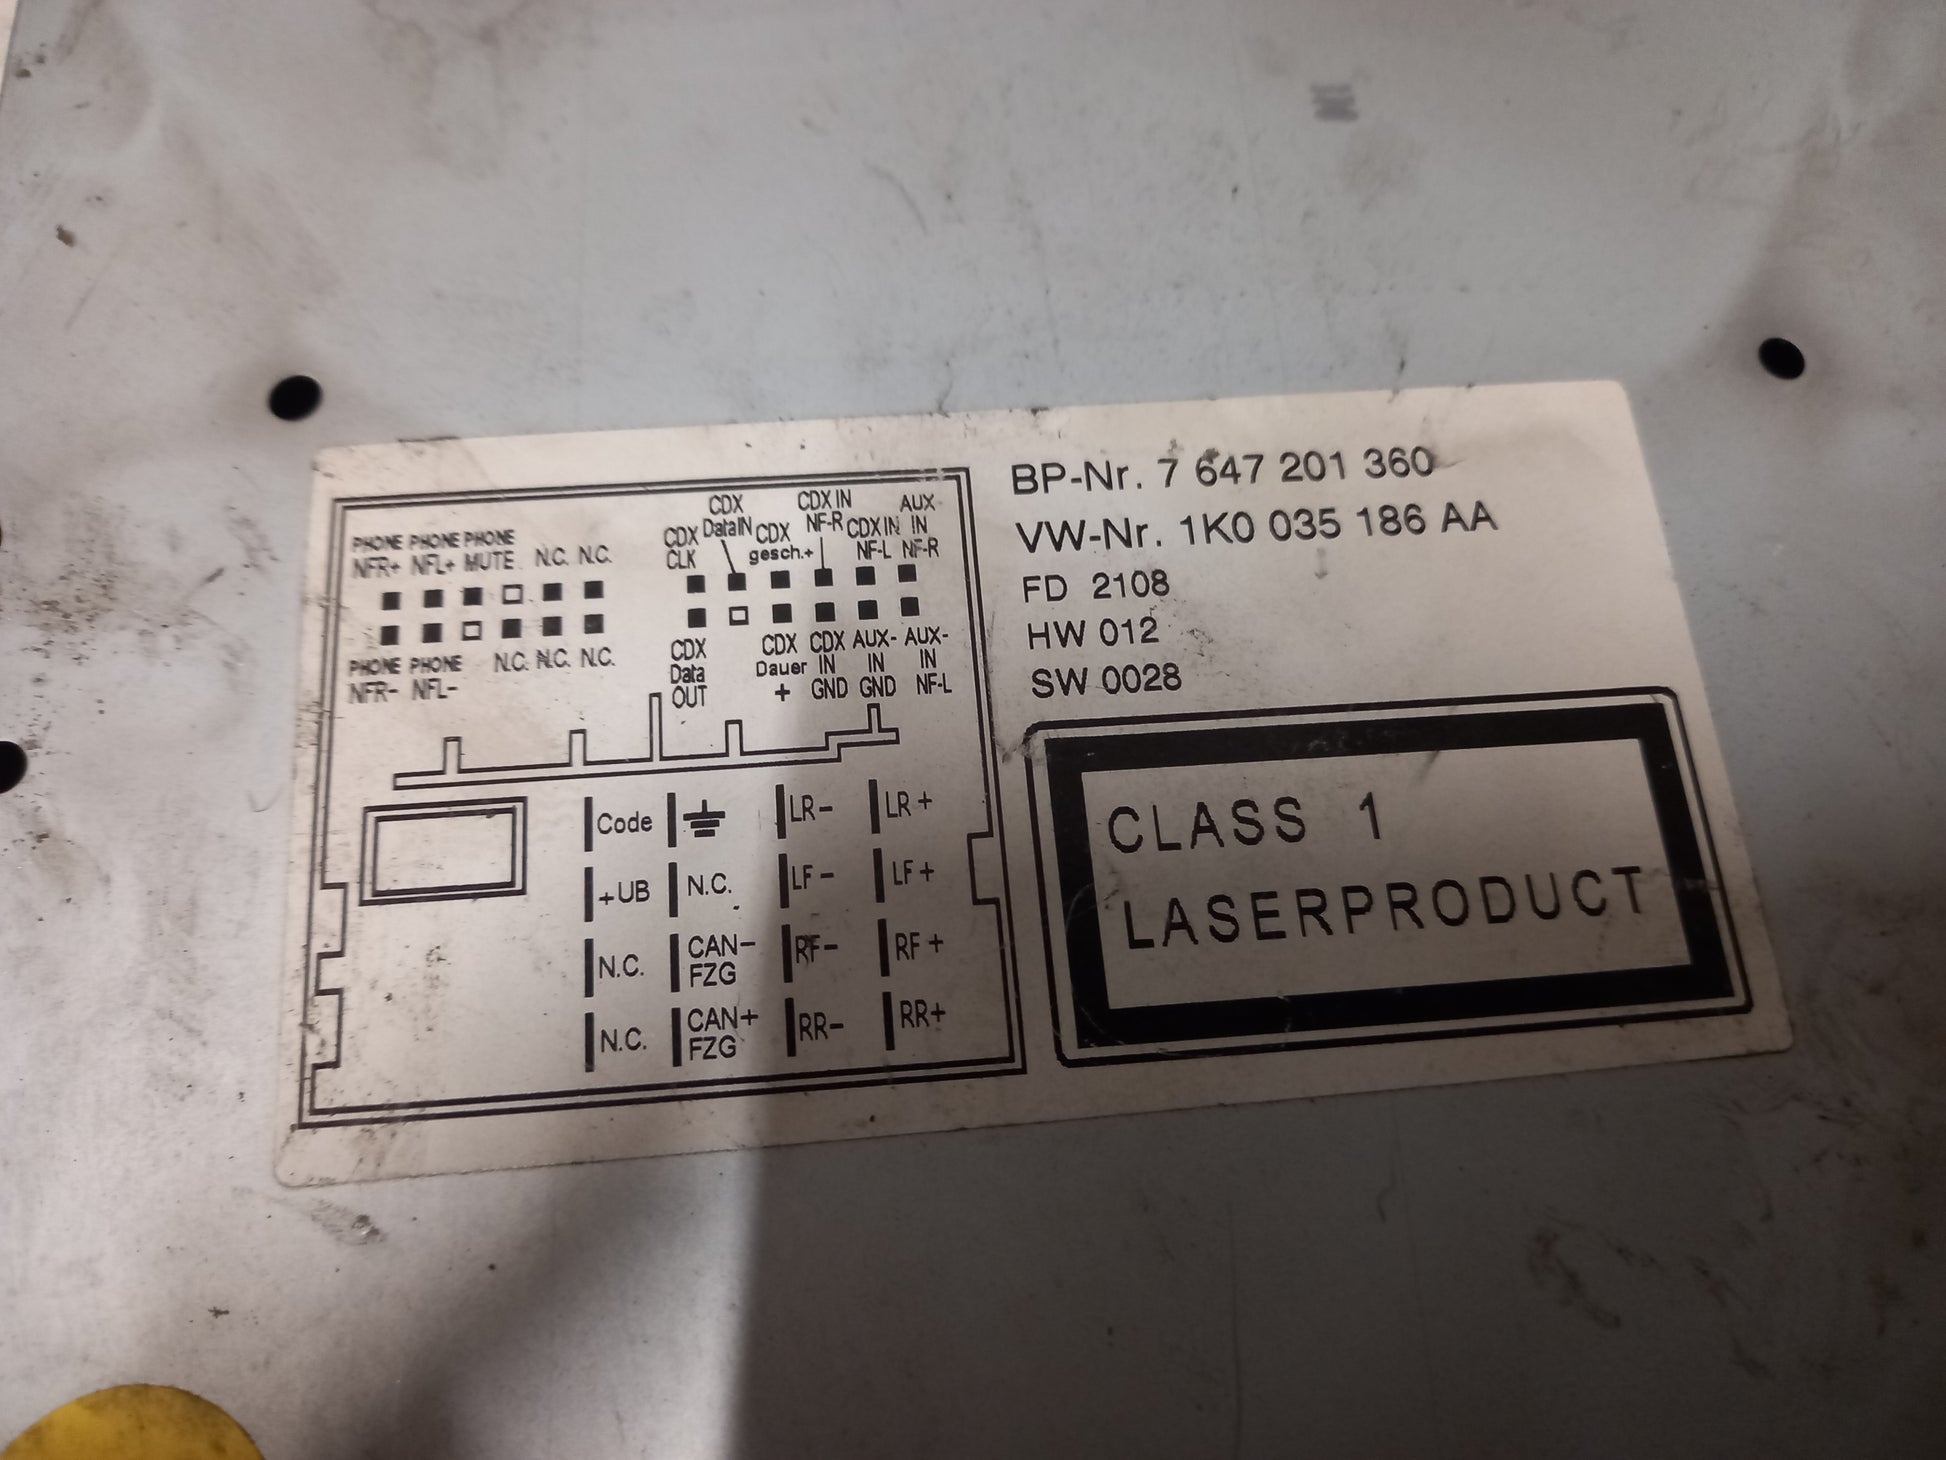 BP-Nr. 7 647 201 360
VW-Nr. 1K0 035 186 AA
FD 2108
HW 012
SW 0028
CLASS 1
LASERPRODUCT
PHONE PHONE PHONE
NFR+ NFL+ MUTE N.C. N.C.
PHONE PHONE
NFR- NFL- N.C. N.C. N.C.
CDX
CLK
CDX
DataIN
CDX
gesch.+
CDX IN
NF-R
CDX IN
NF-L
AUX-
IN
NF-R
CDX
Data
OUT
CDX
Dauer
+
CDX
IN
GND
AUX-
IN
GND
AUX-
IN
NF-L
Code LR- LR+
+UB N.C. LF- LF+
N.C. CAN- FZG RF- RF+
N.C. CAN+ FZG RR- RR+